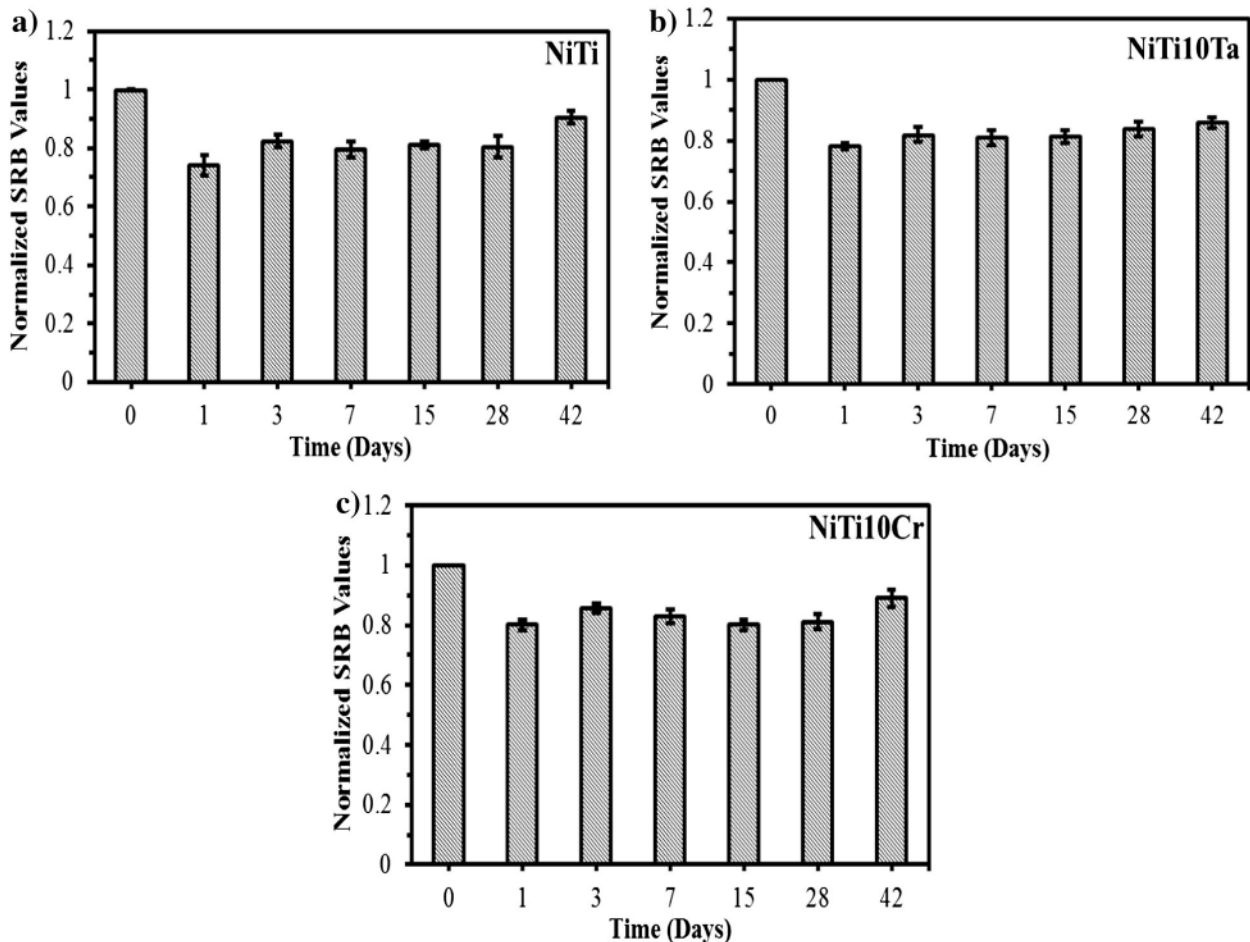 a)
NiTi
Normalized SRB Values
1.2
1
0.8
0.6
0.4
0.2
0
0 1 3 7 15 28 42
Time (Days)
b)
NiTi10Ta
Normalized SRB Values
1.2
1
0.8
0.6
0.4
0.2
0
0 1 3 7 15 28 42
Time (Days)
c)
NiTi10Cr
Normalized SRB Values
1.2
1
0.8
0.6
0.4
0.2
0
0 1 3 7 15 28 42
Time (Days)